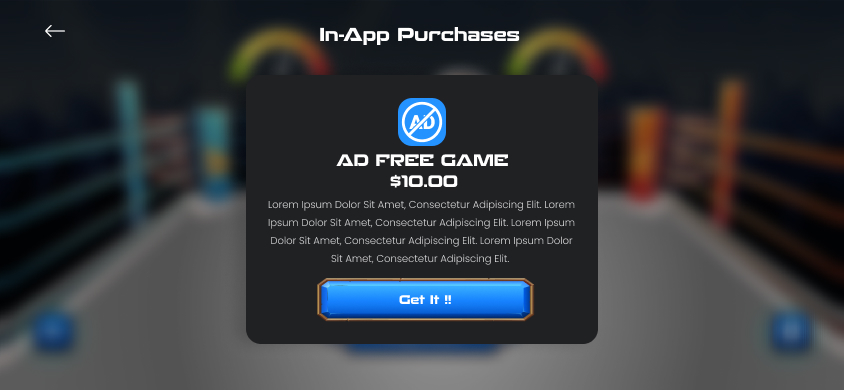 In-App Purchases
AD
AD FREE GAME
$10.00
Lorem Ipsum Dolor Sit Amet, Consectetur Adipiscing Elit. Lorem
Ipsum Dolor Sit Amet, Consectetur Adipiscing Elit. Lorem Ipsum
Dolor Sit Amet, Consectetur Adipiscing Elit. Lorem Ipsum Dolor
Sit Amet, Consectetur Adipiscing Elit.
Get It !!